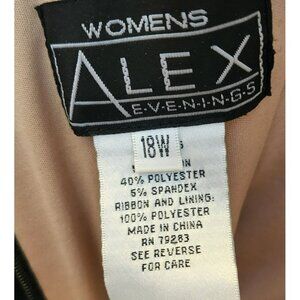 WOMENS
ALEX
E-V-E-N-I-N-G-S
18W
IN
40% POLYESTER
5% SPANDEX
RIBBON AND LINING:
100% POLYESTER
MADE IN CHINA
RN 79283
SEE REVERSE
FOR CARE